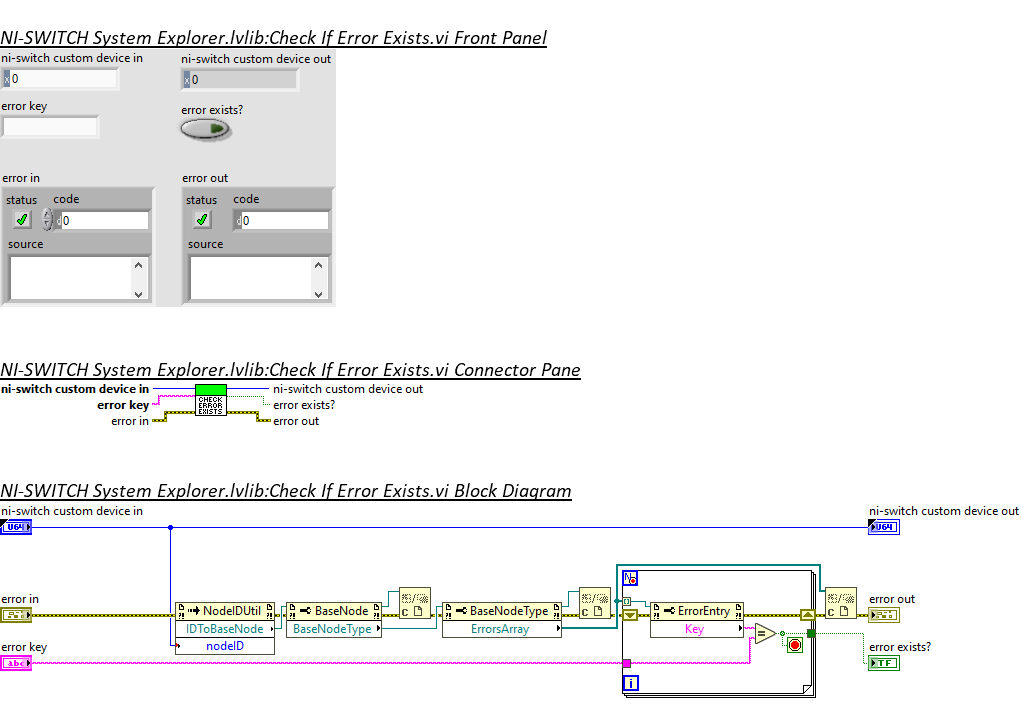 NI-SWITCH System Explorer.lvlib:Check If Error Exists.vi Front Panel
ni-switch custom device in
ni-switch custom device out
x 0
x 0
error key
error exists?
error in
error out
status
code
status
code
d 0
d 0
source
source
NI-SWITCH System Explorer.lvlib:Check If Error Exists.vi Connector Pane
ni-switch custom device in
ni-switch custom device out
error key
error exists?
error in
error out
CHECK
ERROR
EXISTS
NI-SWITCH System Explorer.lvlib:Check If Error Exists.vi Block Diagram
ni-switch custom device in
ni-switch custom device out
U64
U64
error in
NodeIDUtil
IDToBaseNode
nodeID
BaseNode
BaseNodeType
C
BaseNodeType
ErrorsArray
C
N
ErrorEntry
Key
=
i
C
error out
error key
abc
error exists?
TF